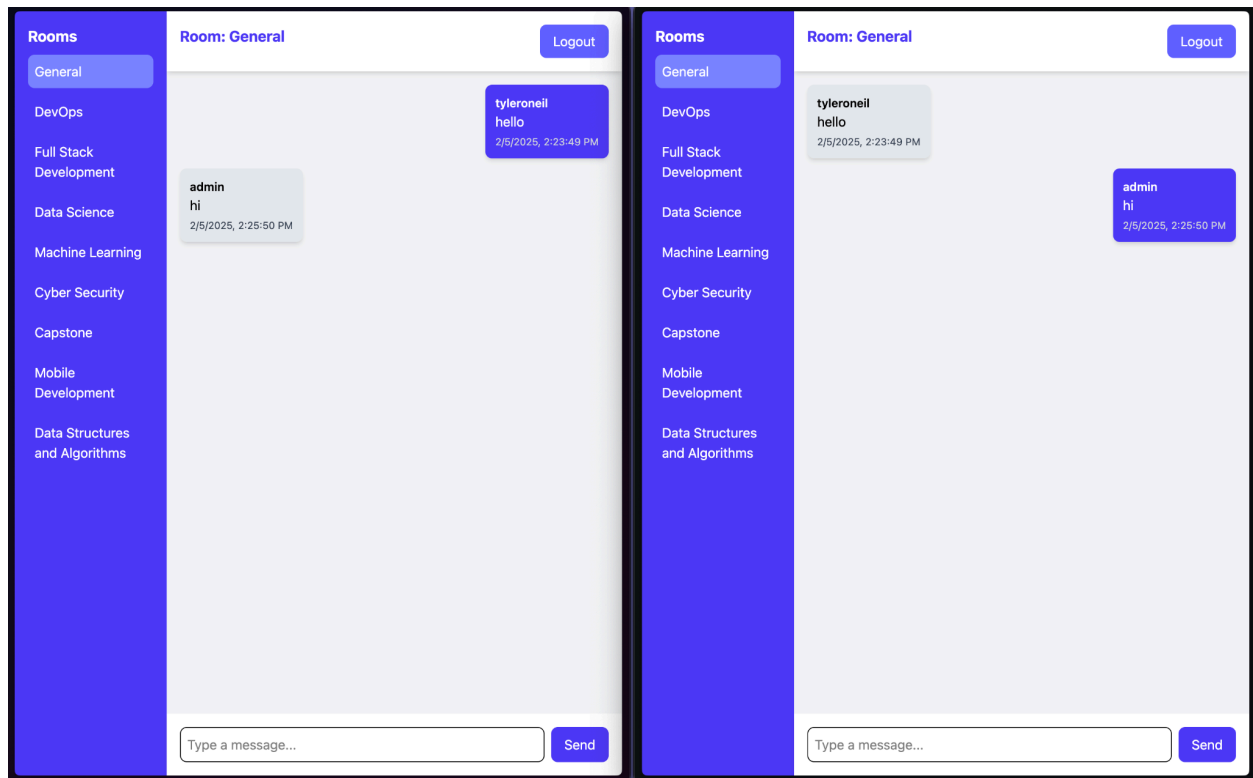 Rooms
General
DevOps
Full Stack
Development
Data Science
Machine Learning
Cyber Security
Capstone
Mobile
Development
Data Structures
and Algorithms
Room: General
Logout
tyleroneil
hello
2/5/2025, 2:23:49 PM
admin
hi
2/5/2025, 2:25:50 PM
Type a message...
Send
Rooms
General
DevOps
Full Stack
Development
Data Science
Machine Learning
Cyber Security
Capstone
Mobile
Development
Data Structures
and Algorithms
Room: General
Logout
tyleroneil
hello
2/5/2025, 2:23:49 PM
admin
hi
2/5/2025, 2:25:50 PM
Type a message...
Send